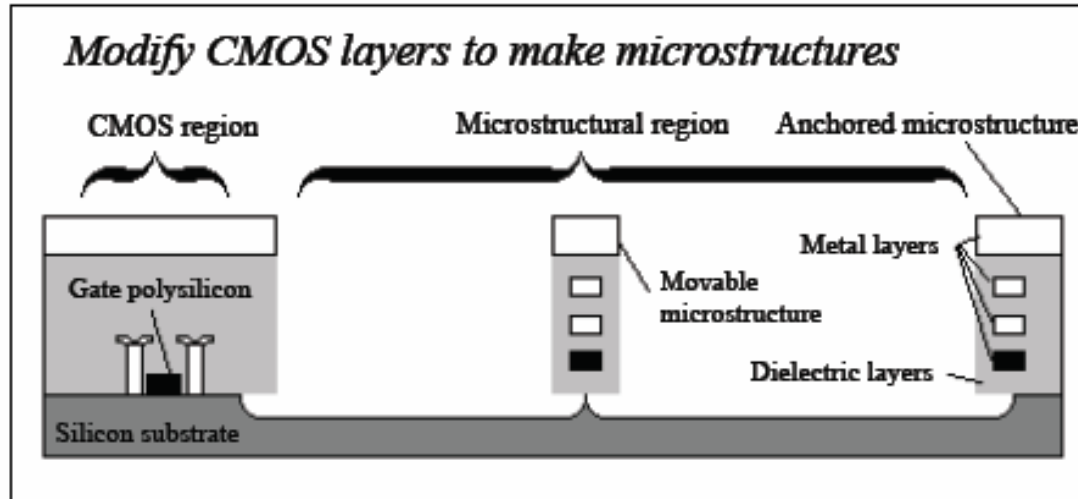 Modify CMOS layers to make microstructures
CMOS region
Microstructural region
Anchored microstructure
Metal layers
Gate polysilicon
Movable
microstructure
Dielectric layers
Silicon substrate